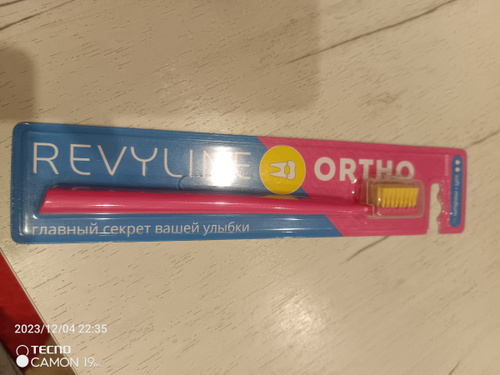 REVYLINE ORTHO
главный секрет вашей улыбки
2023/12/04 22:35
TECNO
CAMON 19